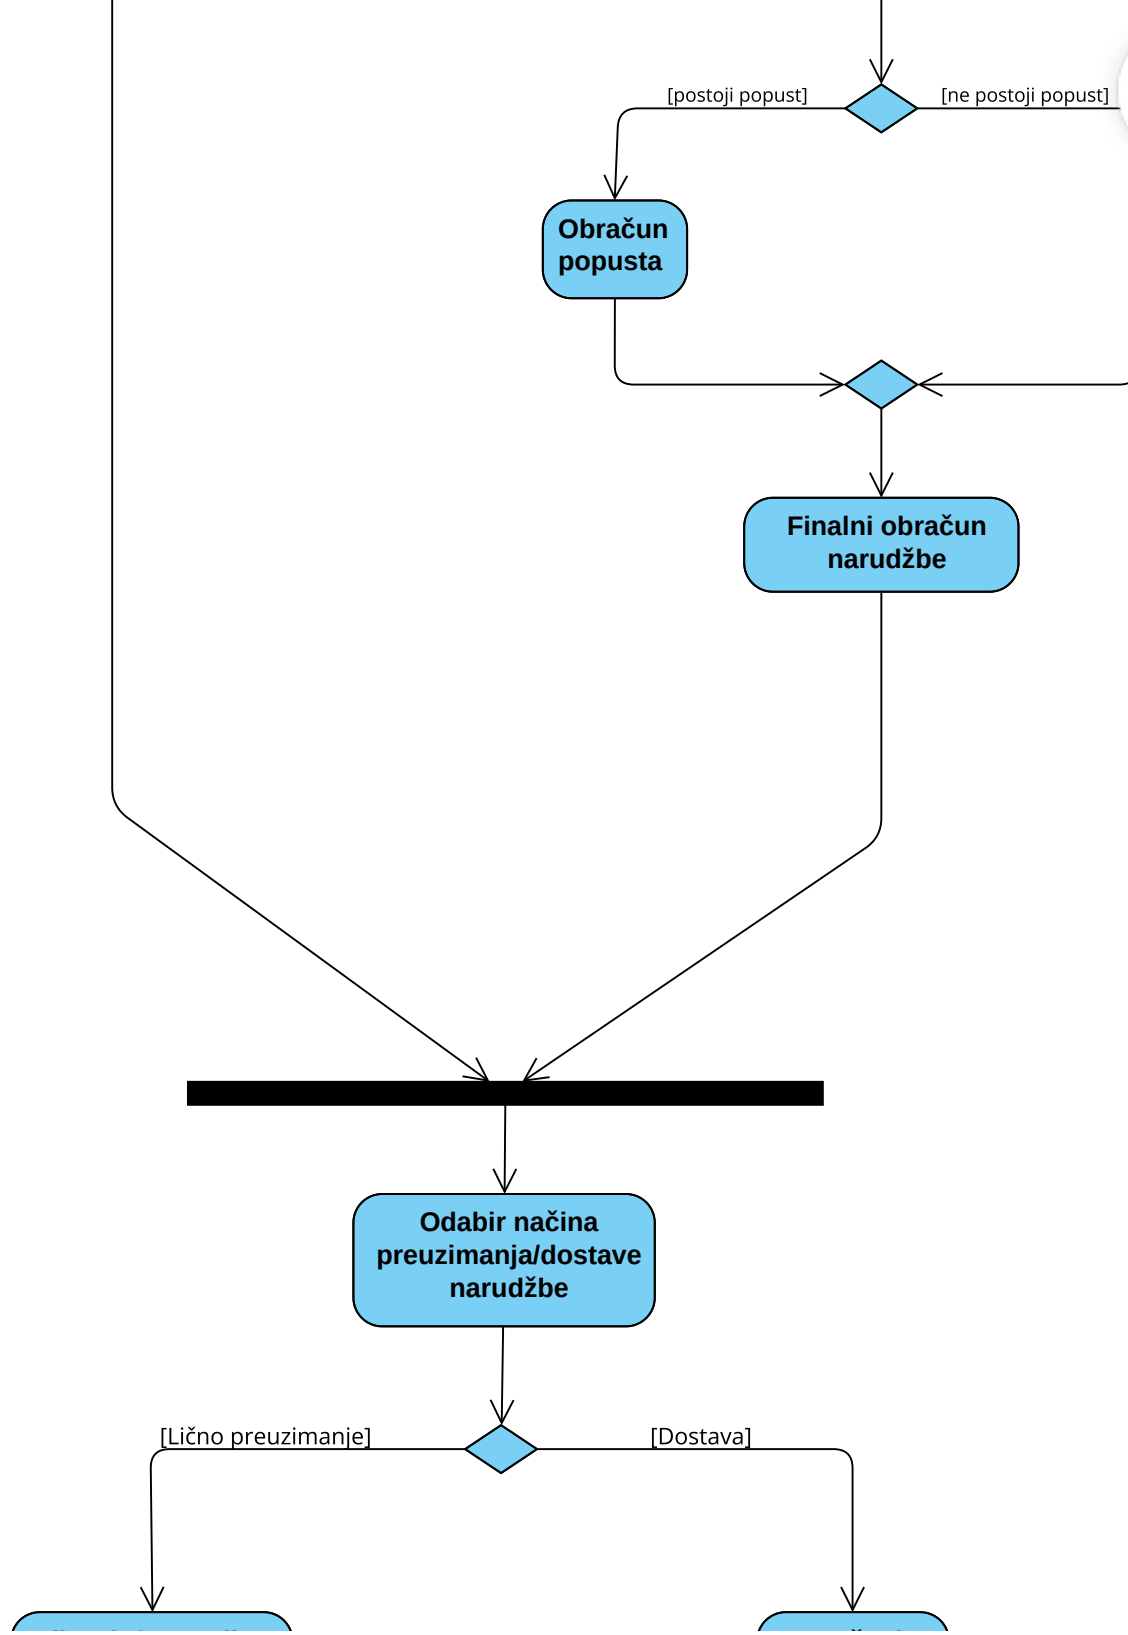 [postoji popust]
[ne postoji popust]
Obračun
popusta
Finalni obračun
narudžbe
Odabir načina
preuzimanja/dostave
narudžbe
[Lično preuzimanje]
[Dostava]